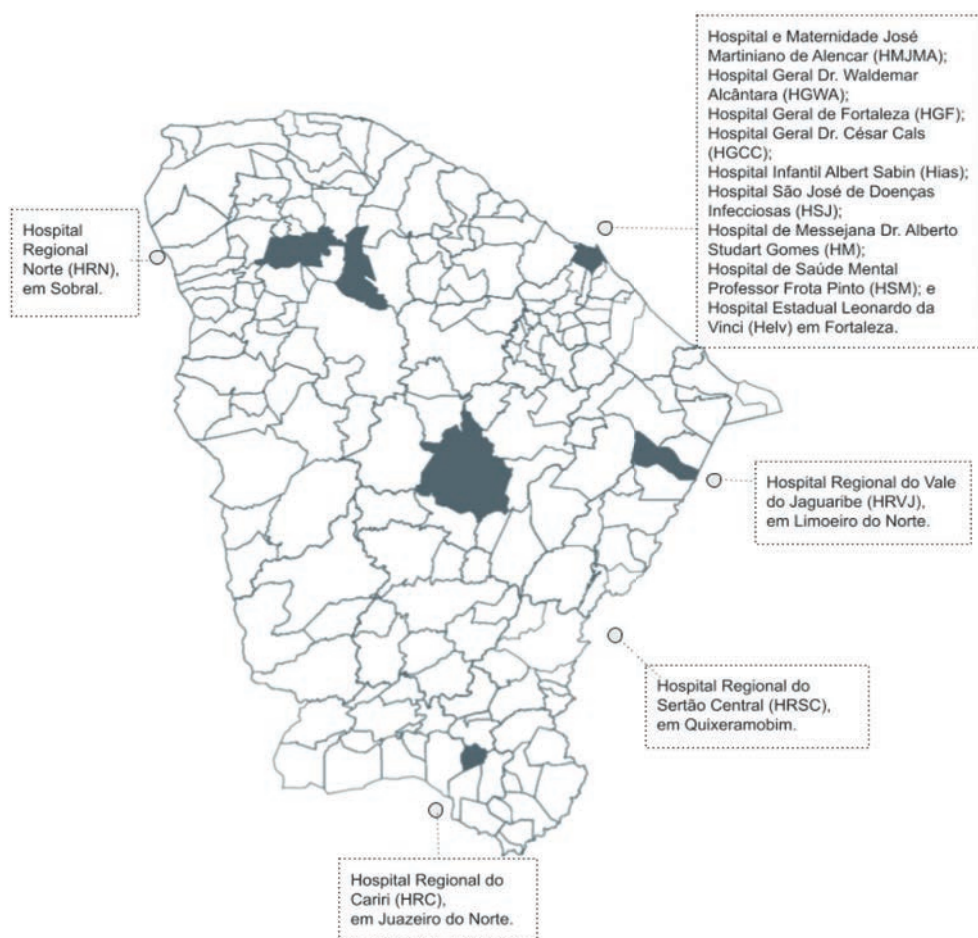 Hospital e Maternidade José
Martiniano de Alencar (HMJMA);
Hospital Geral Dr. Waldemar
Alcântara (HGWA);
Hospital Geral de Fortaleza (HGF);
Hospital Geral Dr. César Cals
(HGCC);
Hospital Infantil Albert Sabin (Hias);
Hospital São José de Doenças
Infecciosas (HSJ);
Hospital de Messejana Dr. Alberto
Studart Gomes (HM);
Hospital de Saúde Mental
Professor Frota Pinto (HSM); e
Hospital Estadual Leonardo da
Vinci (Helv) em Fortaleza.
Hospital
Regional
Norte (HRN),
em Sobral.
Hospital Regional do Vale
do Jaguaribe (HRVJ),
em Limoeiro do Norte.
Hospital Regional do
Sertão Central (HRSC),
em Quixeramobim.
Hospital Regional do
Cariri (HRC),
em Juazeiro do Norte.